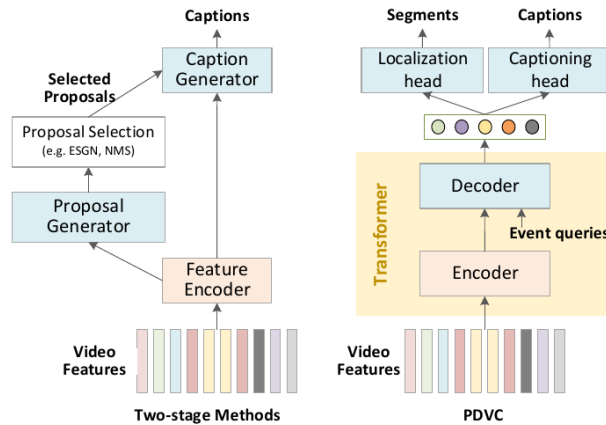 Captions
Caption
Generator
Selected
Proposals
Proposal Selection
(e.g. ESGN, NMS)
Proposal
Generator
Feature
Encoder
Video
Features
Two-stage Methods
Segments
Captions
Localization
head
Captioning
head
Transformer
Decoder
Event queries
Encoder
Video
Features
PDVC